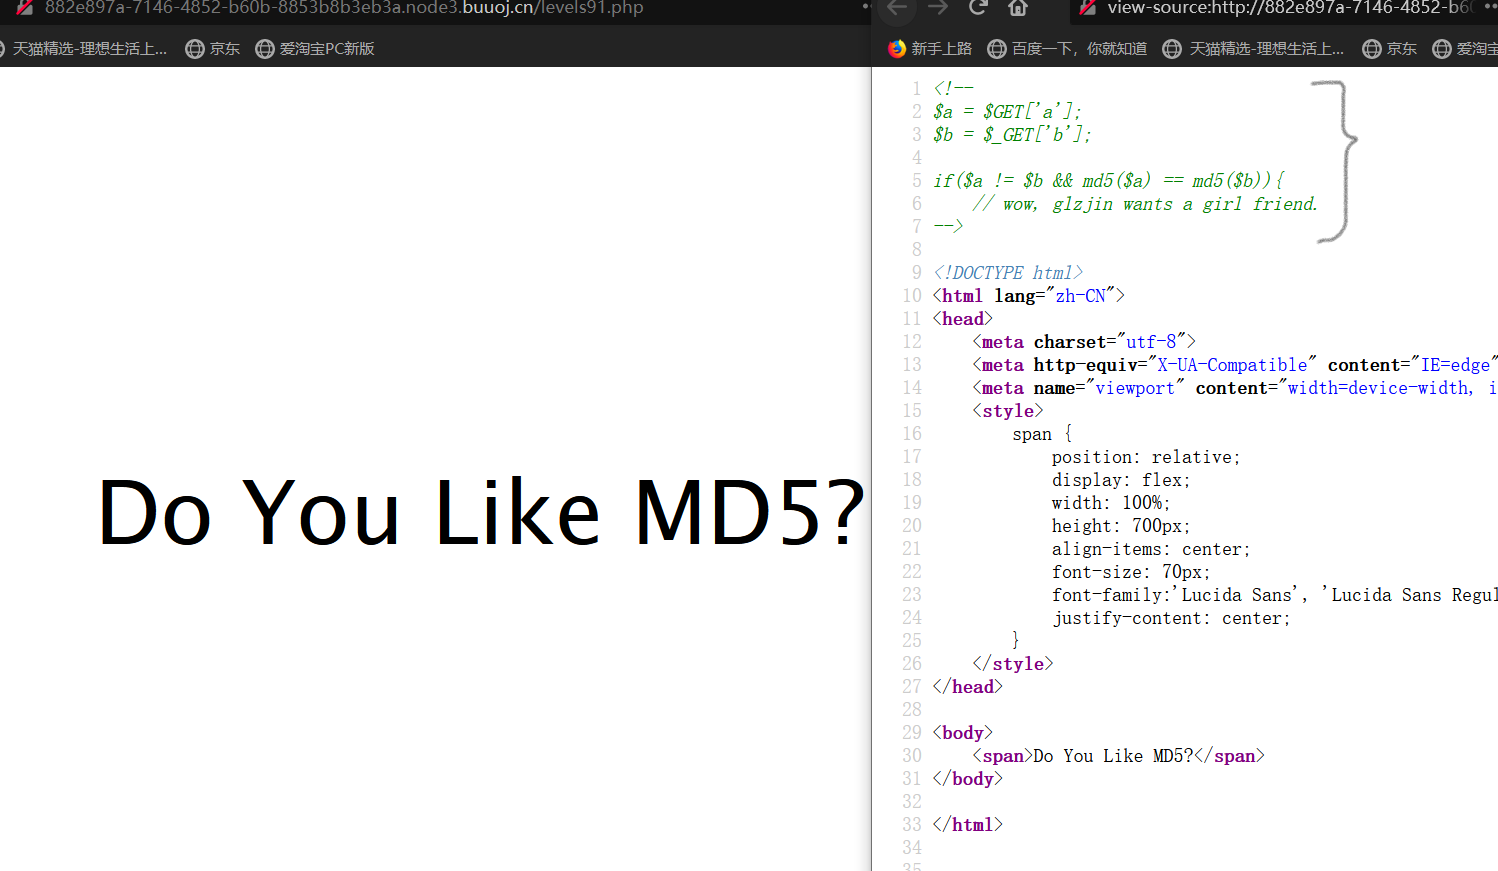 882e897a-7146-4852-b60b-8853b8b3eb3a.node3.buuoj.cn/levels91.php
天猫精选-理想生活上... 京东 爱淘宝PC新版
Do You Like MD5?
view-source:http://882e897a-7146-4852-b60
新手上路 百度一下，你就知道 天猫精选-理想生活上... 京东 爱淘宝
1 <!--
2 $a = $GET['a'];
3 $b = $_GET['b'];
4
5 if($a != $b && md5($a) == md5($b)){
6 // wow, glzjin wants a girl friend.
7 -->
8
9 <!DOCTYPE html>
10 <html lang="zh-CN">
11 <head>
12 <meta charset="utf-8">
13 <meta http-equiv="X-UA-Compatible" content="IE=edge"
14 <meta name="viewport" content="width=device-width, i
15 <style>
16 span {
17 position: relative;
18 display: flex;
19 width: 100%;
20 height: 700px;
21 align-items: center;
22 font-size: 70px;
23 font-family:'Lucida Sans', 'Lucida Sans Regul
24 justify-content: center;
25 }
26 </style>
27 </head>
28
29 <body>
30 <span>Do You Like MD5?</span>
31 </body>
32
33 </html>
34
35